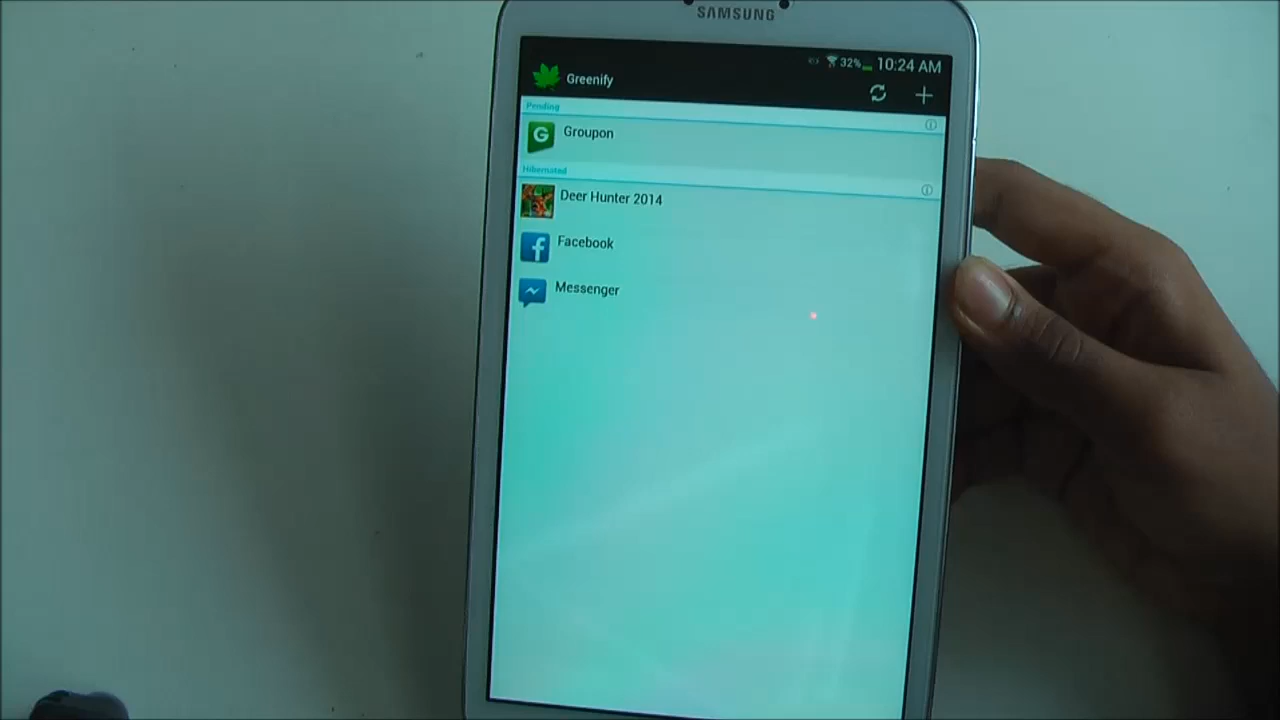 SAMSUNG
32% 10:24 AM
Greenify
Pending
Groupon
Hibernated
Deer Hunter 2014
Facebook
Messenger